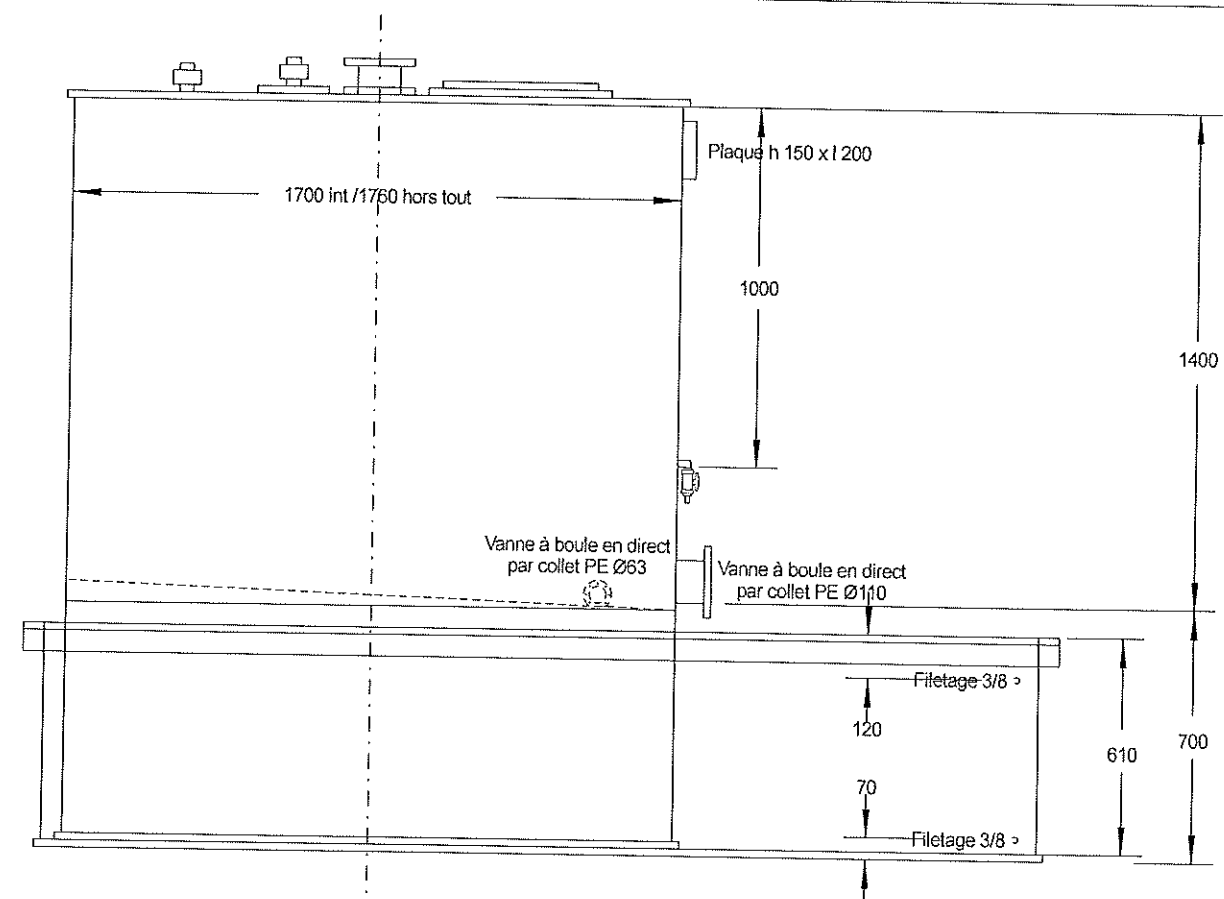 Plaque h 150 x l 200
1700 int /1760 hors tout
1000
1400
Vanne à boule en direct
par collet PE Ø63
Vanne à boule en direct
par collet PE Ø110
Filetage 3/8
120
610
700
70
Filetage 3/8